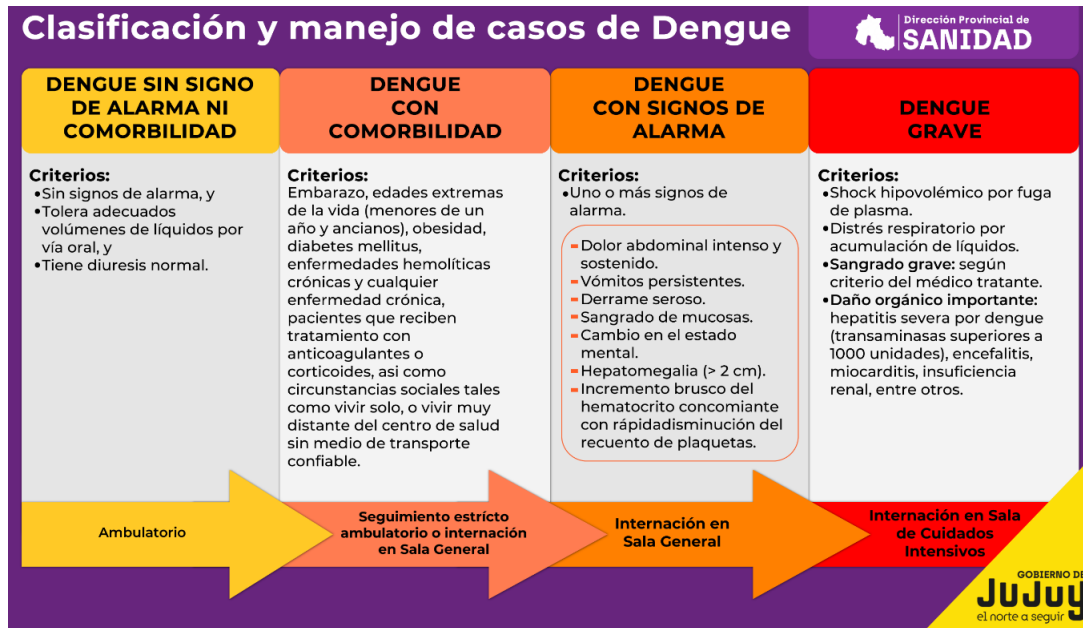 Clasificación y manejo de casos de Dengue
Dirección Provincial de
SANIDAD
DENGUE SIN SIGNO
DE ALARMA NI
COMORBILIDAD
Criterios:
•Sin signos de alarma, y
•Tolera adecuados
volúmenes de líquidos por
vía oral, y
•Tiene diuresis normal.
Ambulatorio
DENGUE
CON
COMORBILIDAD
Criterios:
Embarazo, edades extremas
de la vida (menores de un
año y ancianos), obesidad,
diabetes mellitus,
enfermedades hemolíticas
crónicas y cualquier
enfermedad crónica,
pacientes que reciben
tratamiento con
anticoagulantes o
corticoides, asi como
circunstancias sociales tales
como vivir solo, o vivir muy
distante del centro de salud
sin medio de transporte
confiable.
Seguimiento estrícto
ambulatorio o internación
en Sala General
DENGUE
CON SIGNOS DE
ALARMA
Criterios:
•Uno o más signos de
alarma.
- Dolor abdominal intenso y
sostenido.
- Vómitos persistentes.
- Derrame seroso.
- Sangrado de mucosas.
- Cambio en el estado
mental.
- Hepatomegalia (> 2 cm).
- Incremento brusco del
hematocrito concomiante
con rápidadisminución del
recuento de plaquetas.
Internación en
Sala General
DENGUE
GRAVE
Criterios:
•Shock hipovolémico por fuga
de plasma.
•Distrés respiratorio por
acumulación de líquidos.
•Sangrado grave: según
criterio del médico tratante.
•Daño orgánico importante:
hepatitis severa por dengue
(transaminasas superiores a
1000 unidades), encefalitis,
miocarditis, insuficiencia
renal, entre otros.
Internación en Sala
de Cuidados
Intensivos
GOBIERNO DE
JuJuy
el norte a seguir